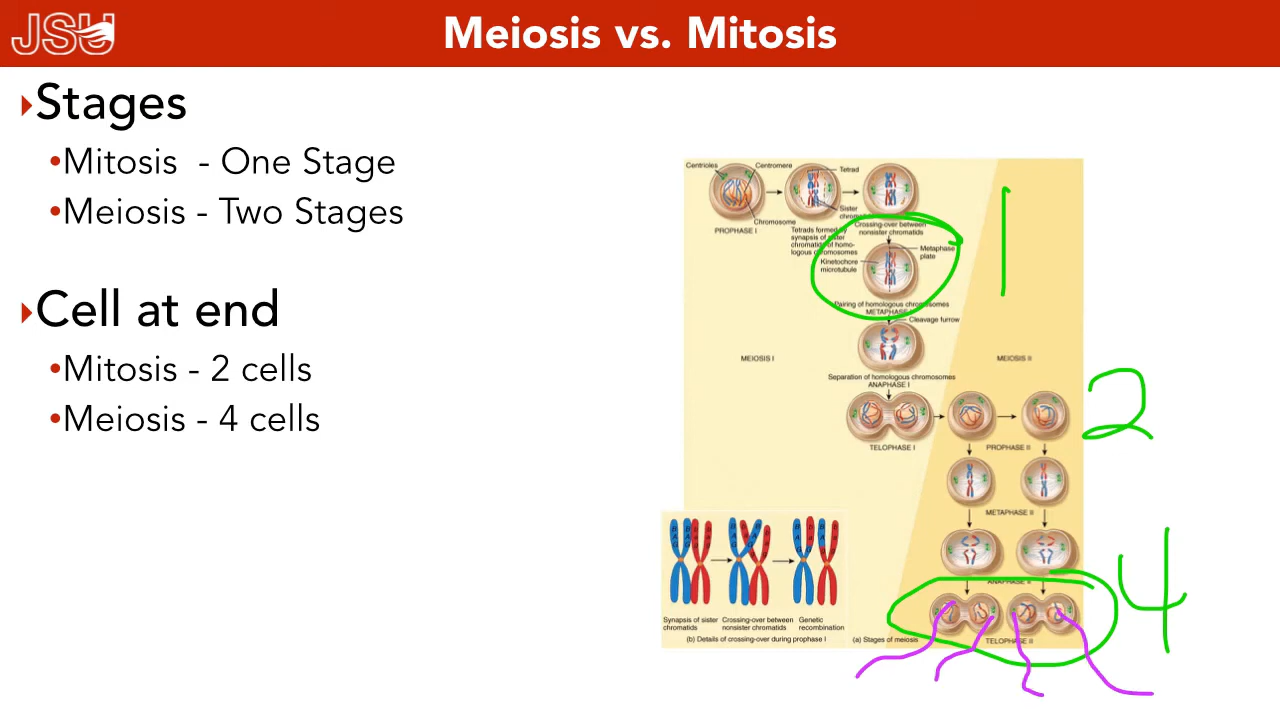 JSU
Meiosis vs. Mitosis
Stages
Mitosis - One Stage
Meiosis - Two Stages
Cell at end
Mitosis - 2 cells
Meiosis - 4 cells
Centrioles
Centromere
Tetrad
Sister
Chromosome
PROPHASE I
Tetrads formed by
synapsis of sister
chromatids of homo-
logous chromosomes
Crossing-over between
nonsister chromatids
Kinetochore
microtubule
Metaphase
plate
Pairing of homologous chromosomes
METAPHASE
Cleavage furrow
MEIOSIS I
MEIOSIS II
Separation of homologous chromosomes
ANAPHASE I
TELOPHASE I
PROPHASE II
METAPHASE II
ANAPHASE II
TELOPHASE II
Synapsis of sister
chromatids
Crossing-over between
nonsister chromatids
Genetic
recombination
(b) Details of crossing-over during prophase I
(a) Stages of meiosis
1
2
4